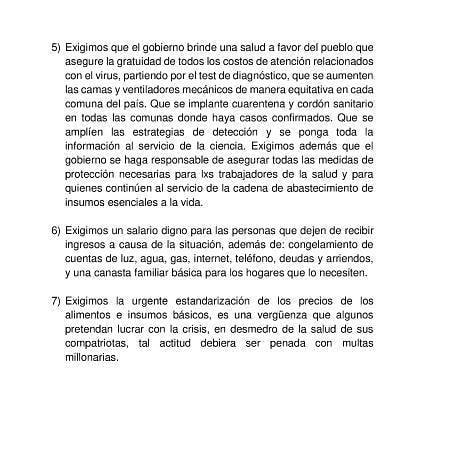 5) Exigimos que el gobierno brinde una salud a favor del pueblo que
asegure la gratuidad de todos los costos de atención relacionados
con el virus, partiendo por el test de diagnóstico, que se aumenten
las camas y ventiladores mecánicos de manera equitativa en cada
comuna del país. Que se implante cuarentena y cordón sanitario
en todas las comunas donde haya casos confirmados. Que se
amplíen las estrategias de detección y se ponga toda la
información al servicio de la ciencia. Exigimos además que el
gobierno se haga responsable de asegurar todas las medidas de
protección necesarias para lxs trabajadores de la salud y para
quienes continúen al servicio de la cadena de abastecimiento de
insumos esenciales a la vida.
6) Exigimos un salario digno para las personas que dejen de recibir
ingresos a causa de la situación, además de: congelamiento de
cuentas de luz, agua, gas, internet, teléfono, deudas y arriendos,
y una canasta familiar básica para los hogares que lo necesiten.
7) Exigimos la urgente estandarización de los precios de los
alimentos e insumos básicos, es una vergüenza que algunos
pretendan lucrar con la crisis, en desmedro de la salud de sus
compatriotas, tal actitud debiera ser penada con multas
millonarias.